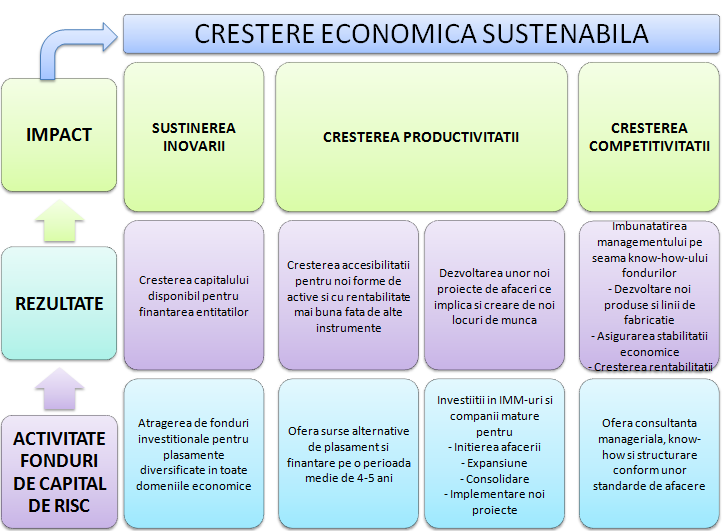 CRESTERE ECONOMICA SUSTENABILA
IMPACT
SUSTINEREA
INOVARII
CRESTEREA PRODUCTIVITATII
CRESTEREA
COMPETITIVITATII
REZULTATE
Cresterea capitalului
disponibil pentru
finantarea entitatilor
Cresterea accesibilitatii
pentru noi forme de
active si cu rentabilitate
mai buna fata de alte
instrumente
Dezvoltarea unor noi
proiecte de afaceri ce
implica si creare de noi
locuri de munca
Imbunatatirea
managementului pe
seama know-how-ului
fondurilor
- Dezvoltare noi
produse si linii de
fabricatie
- Asigurarea stabilitatii
economice
- Cresterea rentabilitatii
ACTIVITATE
FONDURI
DE CAPITAL
DE RISC
Atragerea de fonduri
investitionale pentru
plasamente
diversificate in toate
domeniile economice
Ofera surse alternative
de plasament si
finantare pe o perioada
medie de 4-5 ani
Investiitii in IMM-uri si
companii mature
pentru
- Initierea afacerii
- Expansiune
- Consolidare
- Implementare noi
proiecte
Ofera consultanta
manageriala, know-
how si structurare
conform unor
standarde de afacere